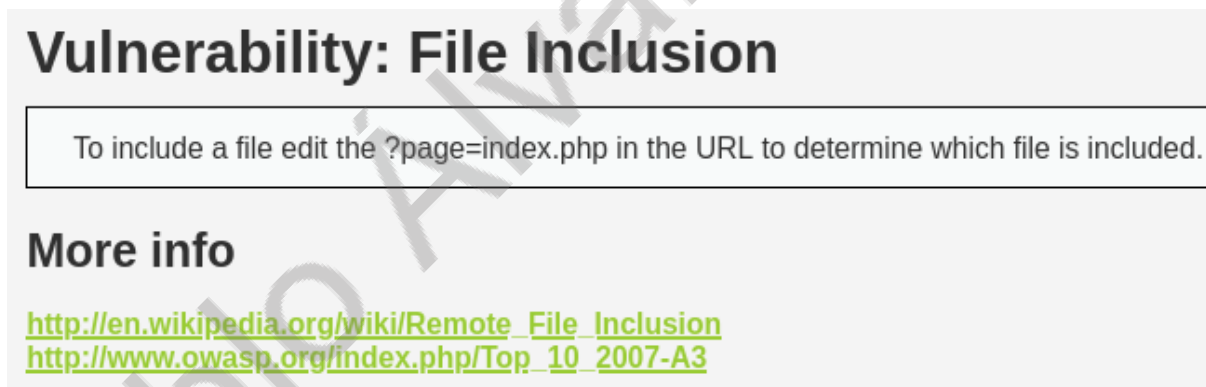 Vulnerability: File Inclusion
To include a file edit the ?page=index.php in the URL to determine which file is included.
More info
http://en.wikipedia.org/wiki/Remote_File_Inclusion
http://www.owasp.org/index.php/Top_10_2007-A3